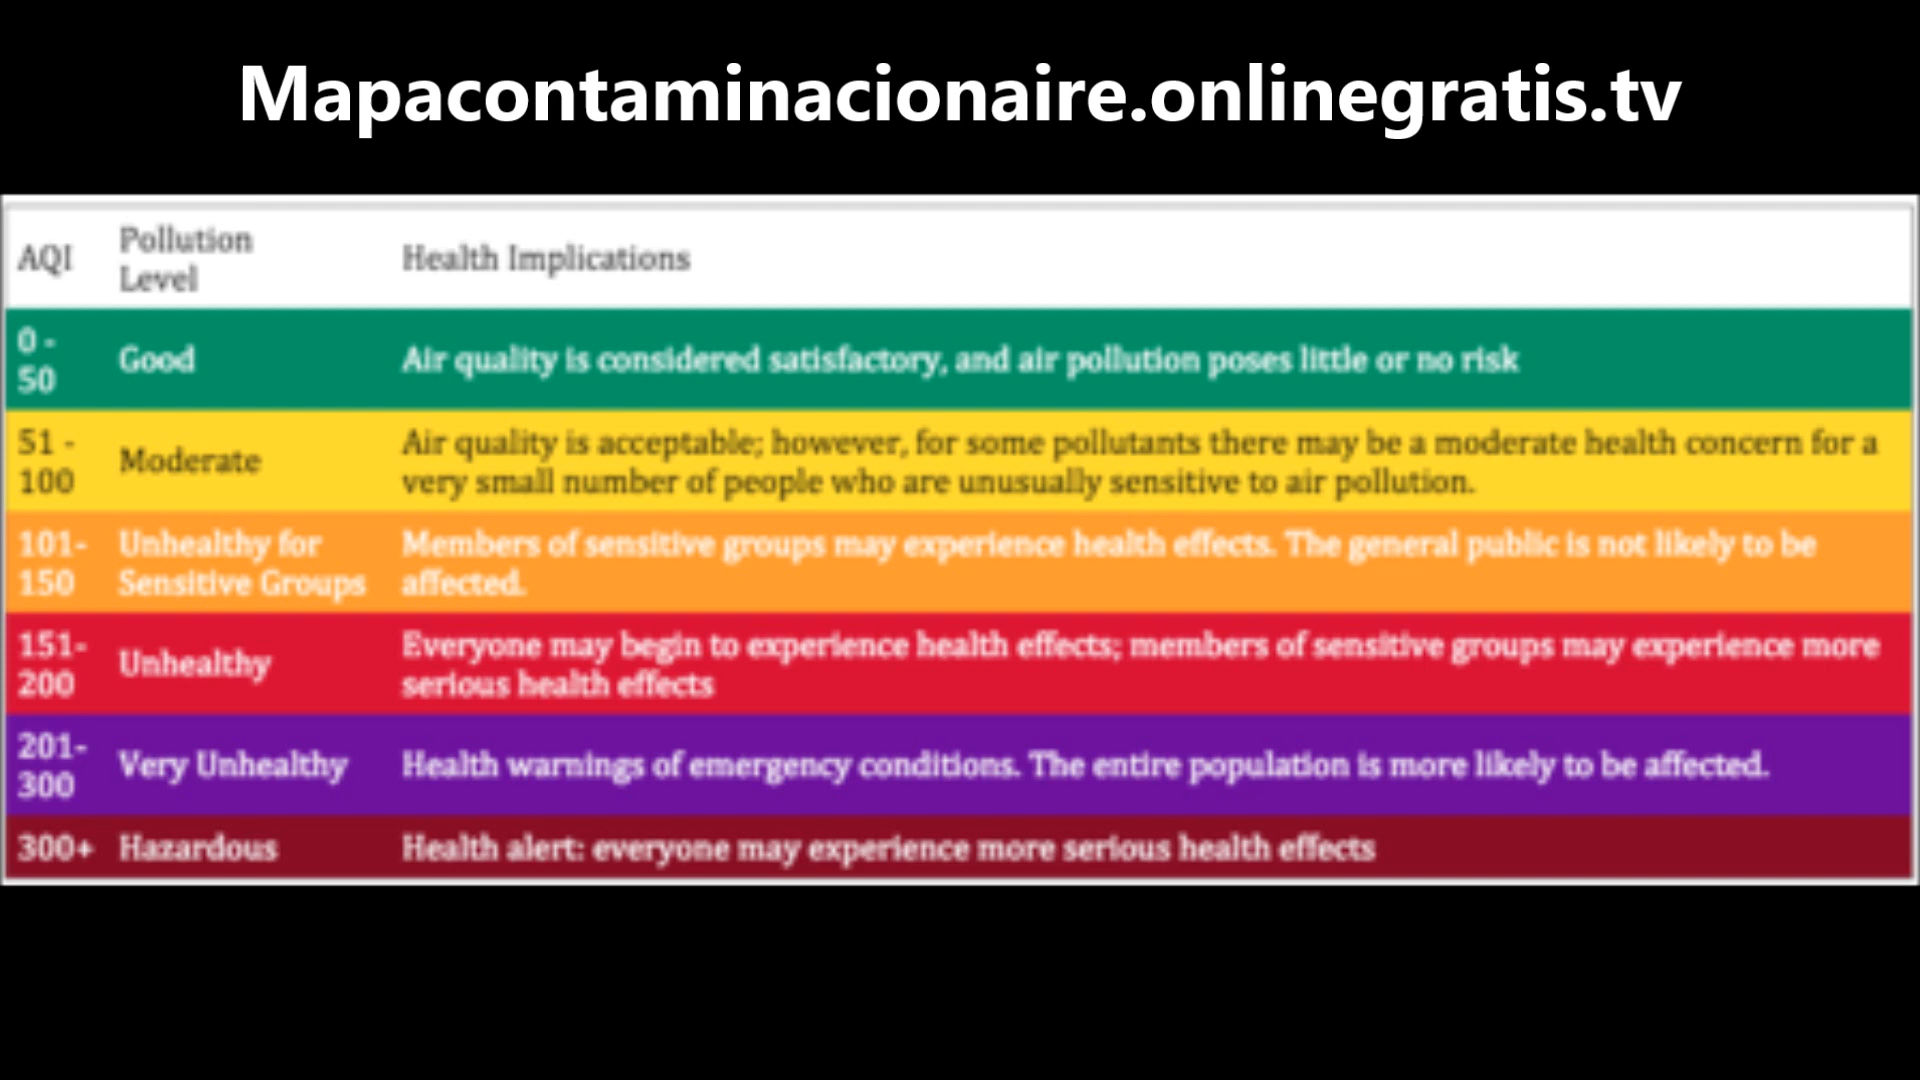 Mapacontaminacionaire.onlinegratis.tv
AQI
Pollution
Level
Health Implications
0 -
50
Good
Air quality is considered satisfactory, and air pollution poses little or no risk
51 -
100
Moderate
Air quality is acceptable; however, for some pollutants there may be a moderate health concern for a
very small number of people who are unusually sensitive to air pollution.
101-
150
Unhealthy for
Sensitive Groups
Members of sensitive groups may experience health effects. The general public is not likely to be
affected.
151-
200
Unhealthy
Everyone may begin to experience health effects; members of sensitive groups may experience more
serious health effects
201-
300
Very Unhealthy
Health warnings of emergency conditions. The entire population is more likely to be affected.
300+
Hazardous
Health alert: everyone may experience more serious health effects